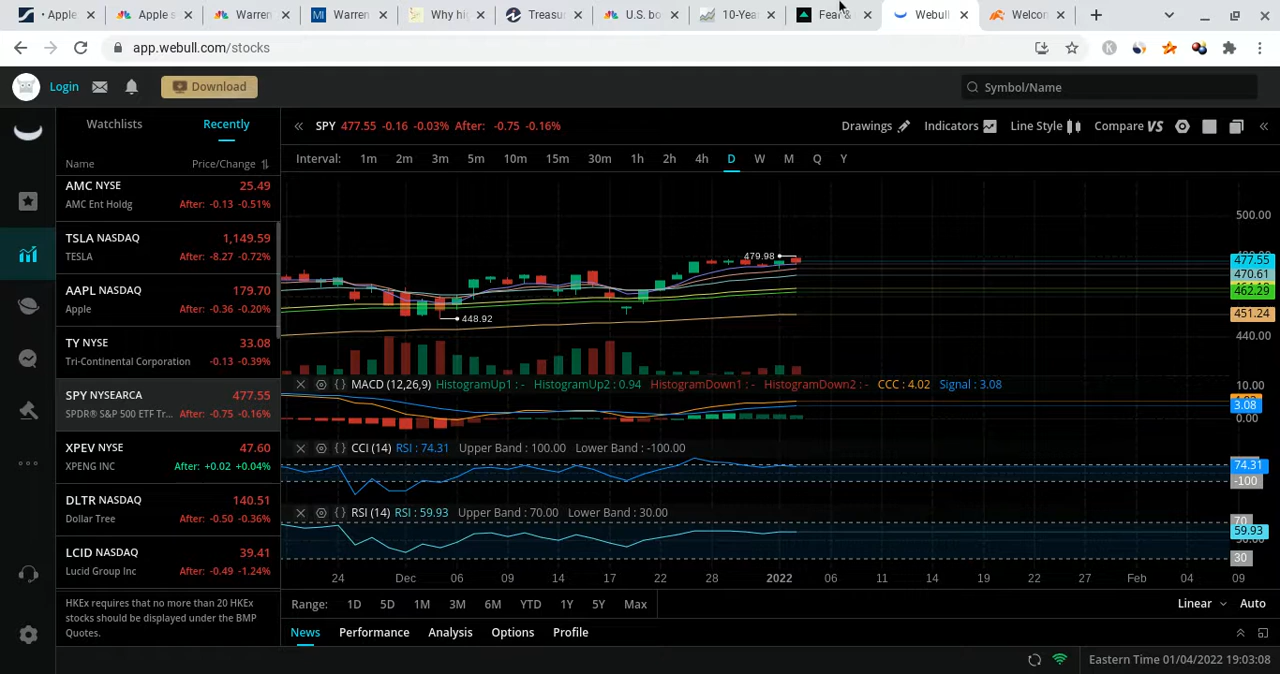 Apple
Apple s
Warren
Warren
Why hi
Treasur
U.S. bo
10-Yea
Fear &
Webull
Welcon
app.webull.com/stocks
Login
Download
Symbol/Name
Watchlists
Recently
SPY 477.55 -0.16 -0.03% After: -0.75 -0.16%
Drawings
Indicators
Line Style
Compare VS
Name Price/Change
Interval: 1m 2m 3m 5m 10m 15m 30m 1h 2h 4h D W M Q Y
AMC NYSE 25.49
AMC Ent Holdg After: -0.13 -0.51%
TSLA NASDAQ 1,149.59
TESLA After: -8.27 -0.72%
AAPL NASDAQ 179.70
Apple After: -0.36 -0.20%
TY NYSE 33.08
Tri-Continental Corporation -0.13 -0.39%
SPY NYSEARCA 477.55
SPDR® S&P 500 ETF Tr... After: -0.75 -0.16%
XPEV NYSE 47.60
XPENG INC After: +0.02 +0.04%
DLTR NASDAQ 140.51
Dollar Tree After: -0.50 -0.36%
LCID NASDAQ 39.41
Lucid Group Inc After: -0.49 -1.24%
HKEx requires that no more than 20 HKEx
stocks should be displayed under the BMP
Quotes.
500.00
479.98
477.55
470.61
462.29
448.92
451.24
440.00
MACD (12,26,9) HistogramUp1 : - HistogramUp2 : 0.94 HistogramDown1 : - HistogramDown2 : - CCC : 4.02 Signal : 3.08
10.00
3.08
0.00
CCI (14) RSI : 74.31 Upper Band : 100.00 Lower Band : -100.00
74.31
-100
RSI (14) RSI : 59.93 Upper Band : 70.00 Lower Band : 30.00
70
59.93
30
24 Dec 06 09 14 17 22 28 2022 06 11 14 19 22 27 Feb 04 09
Range: 1D 5D 1M 3M 6M YTD 1Y 5Y Max
Linear
Auto
News Performance Analysis Options Profile
Eastern Time 01/04/2022 19:03:08